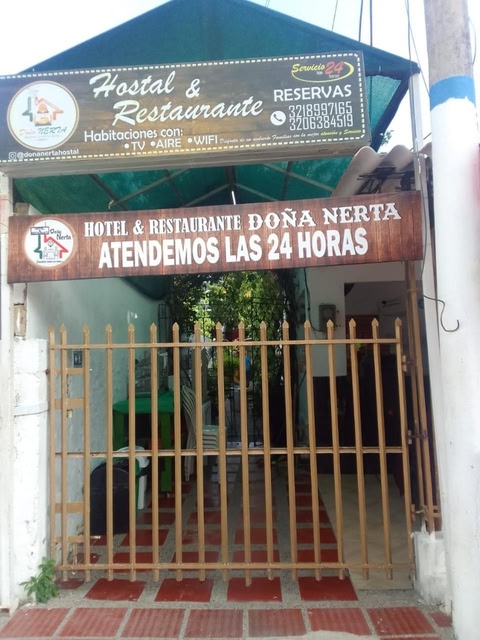 Hostal &
Restaurante
Servicio 24
RESERVAS
3218997165
3206384519
Habitaciones con:
• TV • AIRE • WIFI
@donanertahostal
HOTEL & RESTAURANTE DOÑA NERTA
ATENDEMOS LAS 24 HORAS